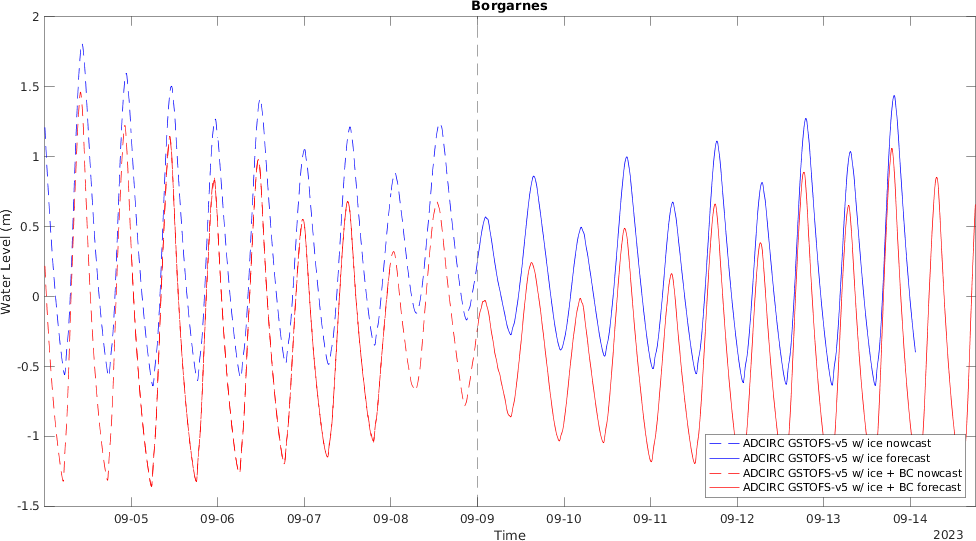 Borgarnes
2
1.5
1
0.5
0
-0.5
-1
-1.5
Water Level (m)
ADCIRC GSTOFS-v5 w/ ice nowcast
ADCIRC GSTOFS-v5 w/ ice forecast
ADCIRC GSTOFS-v5 w/ ice + BC nowcast
ADCIRC GSTOFS-v5 w/ ice + BC forecast
09-05 09-06 09-07 09-08 09-09 09-10 09-11 09-12 09-13 09-14
Time
2023